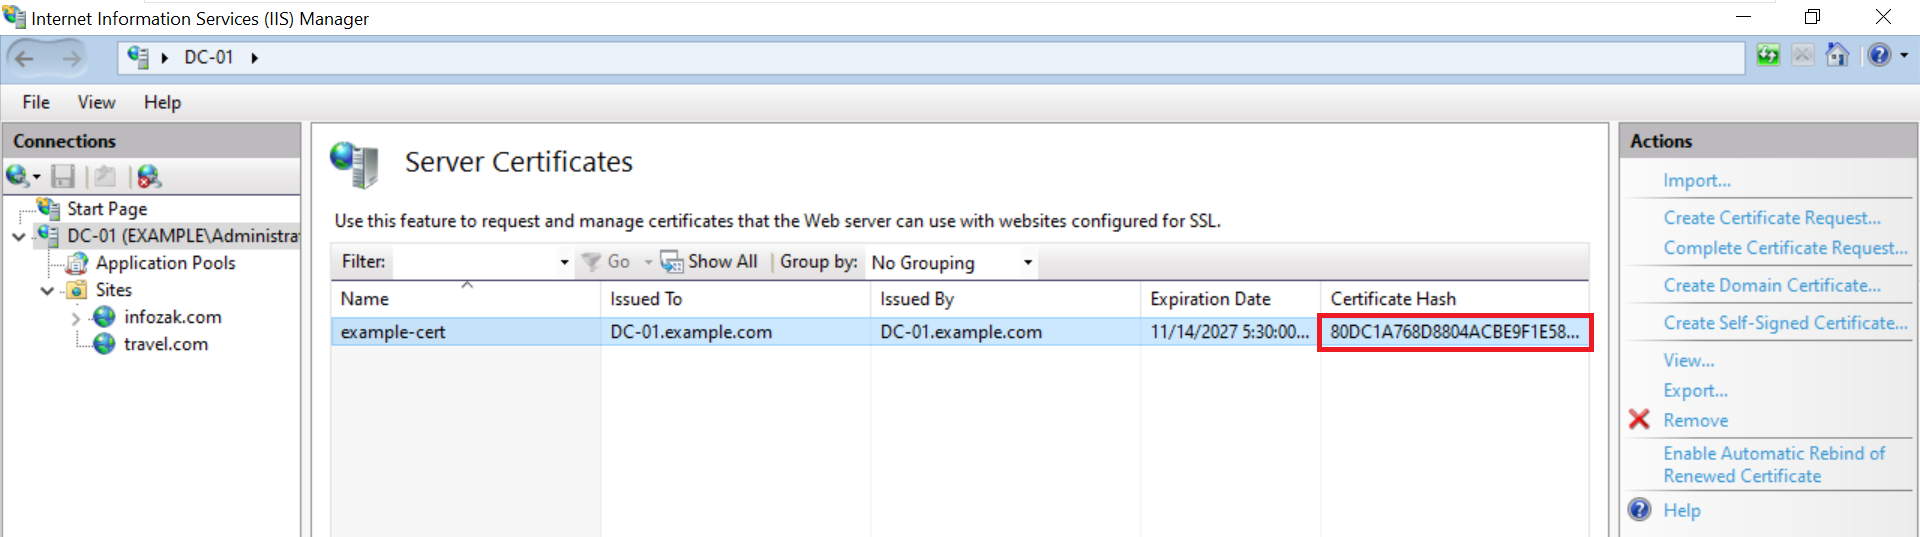 Internet Information Services (IIS) Manager
DC-01
File View Help
Connections
Start Page
DC-01 (EXAMPLE\Administra
Application Pools
Sites
infozak.com
travel.com
Server Certificates
Use this feature to request and manage certificates that the Web server can use with websites configured for SSL.
Filter: Go Show All Group by: No Grouping
Name Issued To Issued By Expiration Date Certificate Hash
example-cert DC-01.example.com DC-01.example.com 11/14/2027 5:30:00... 80DC1A768D8804ACBE9F1E58...
Actions
Import...
Create Certificate Request...
Complete Certificate Request...
Create Domain Certificate...
Create Self-Signed Certificate...
View...
Export...
Remove
Enable Automatic Rebind of
Renewed Certificate
Help